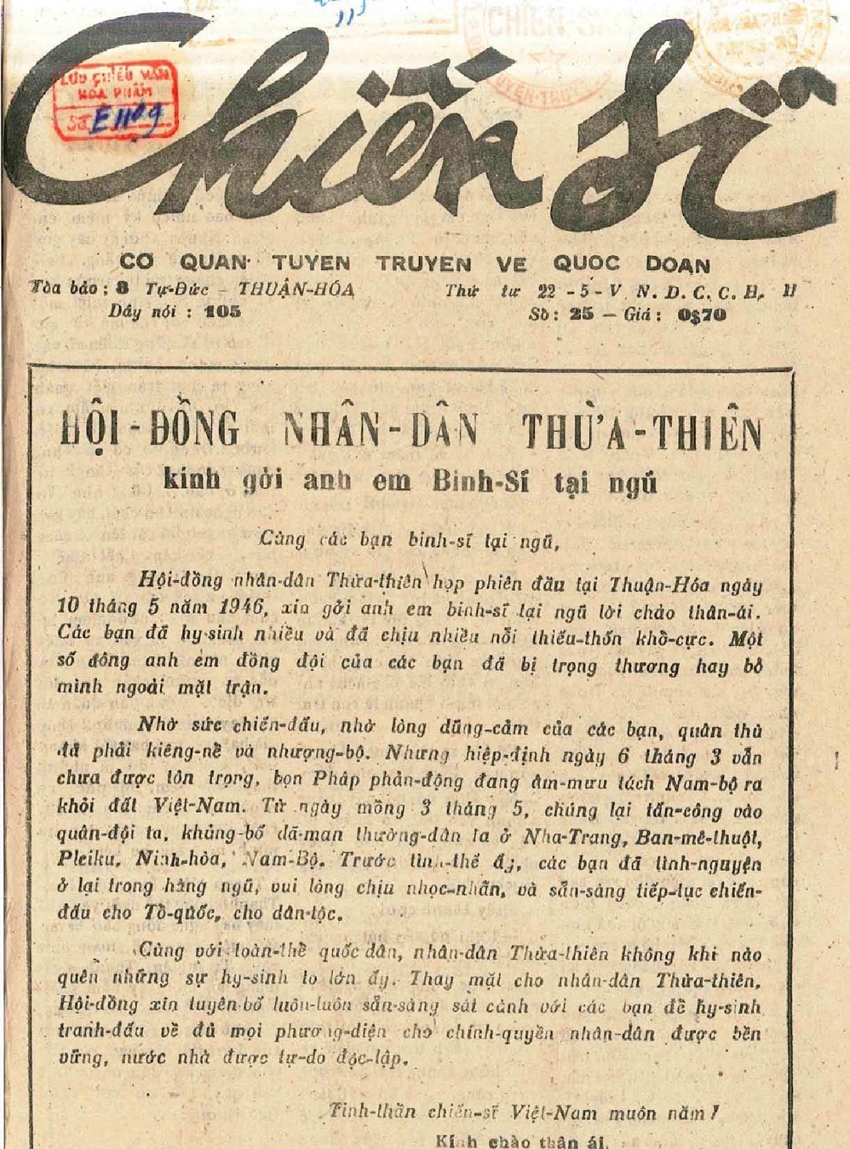 LƯU CHIỂU VĂN
HÓA PHẨM
Số E1109
Chiến Sĩ
CƠ QUAN TUYEN TRUYEN VE QUOC DOAN
Tòa báo: 8 Tự-Đức - THUẬN-HÓA
Thứ tư 22-5-V N. D. C. C. H. II
Dây nói : 105
Số: 25 — Giá: 0$70
HỘI-ĐỒNG NHÂN-DÂN THỪA-THIÊN
kính gởi anh em Binh-Sĩ tại ngũ
Cùng các bạn binh-sĩ tại ngũ,
Hội-đồng nhân-dân Thừa-thiên họp phiên đầu tại Thuận-Hóa ngày
10 tháng 5 năm 1946, xin gởi anh em binh-sĩ tại ngũ lời chào thân-ái.
Các bạn đã hy-sinh nhiều và đã chịu nhiều nỗi thiếu-thốn khổ-cực. Một
số đông anh em đồng đội của các bạn đã bị trọng thương hay bỏ
mình ngoài mặt trận.
Nhờ sức chiến-đấu, nhờ lòng dũng-cảm của các bạn, quân thù
đã phải kiêng-nề và nhượng-bộ. Nhưng hiệp-định ngày 6 tháng 3 vẫn
chưa được tôn trọng, bọn Pháp phản-động đang âm-mưu tách Nam-bộ ra
khỏi đất Việt-Nam. Từ ngày mồng 3 tháng 5, chúng lại tấn-công vào
quân-đội ta, khủng-bố dã-man thường-dân ta ở Nha-Trang, Ban-mê-thuột,
Pleiku, Ninh-hòa, Nam-Bộ. Trước tình-thế ấy, các bạn đã tình-nguyện
ở lại trong hàng ngũ, vui lòng chịu nhọc-nhằn, và sẵn-sàng tiếp-tục chiến-
đấu cho Tổ-quốc, cho dân-tộc.
Cùng với toàn-thể quốc dân, nhân-dân Thừa-thiên không khi nào
quên những sự hy-sinh to lớn ấy. Thay mặt cho nhân-dân Thừa-thiên,
Hội-đồng xin tuyên-bố luôn-luôn sẵn-sàng sát cánh với các bạn để hy-sinh
tranh-đấu về đủ mọi phương-diện cho chính-quyền nhân-dân được bền
vững, nước nhà được tự-do độc-lập.
Tinh-thần chiến-sĩ Việt-Nam muôn năm !
Kính chào thân ái.